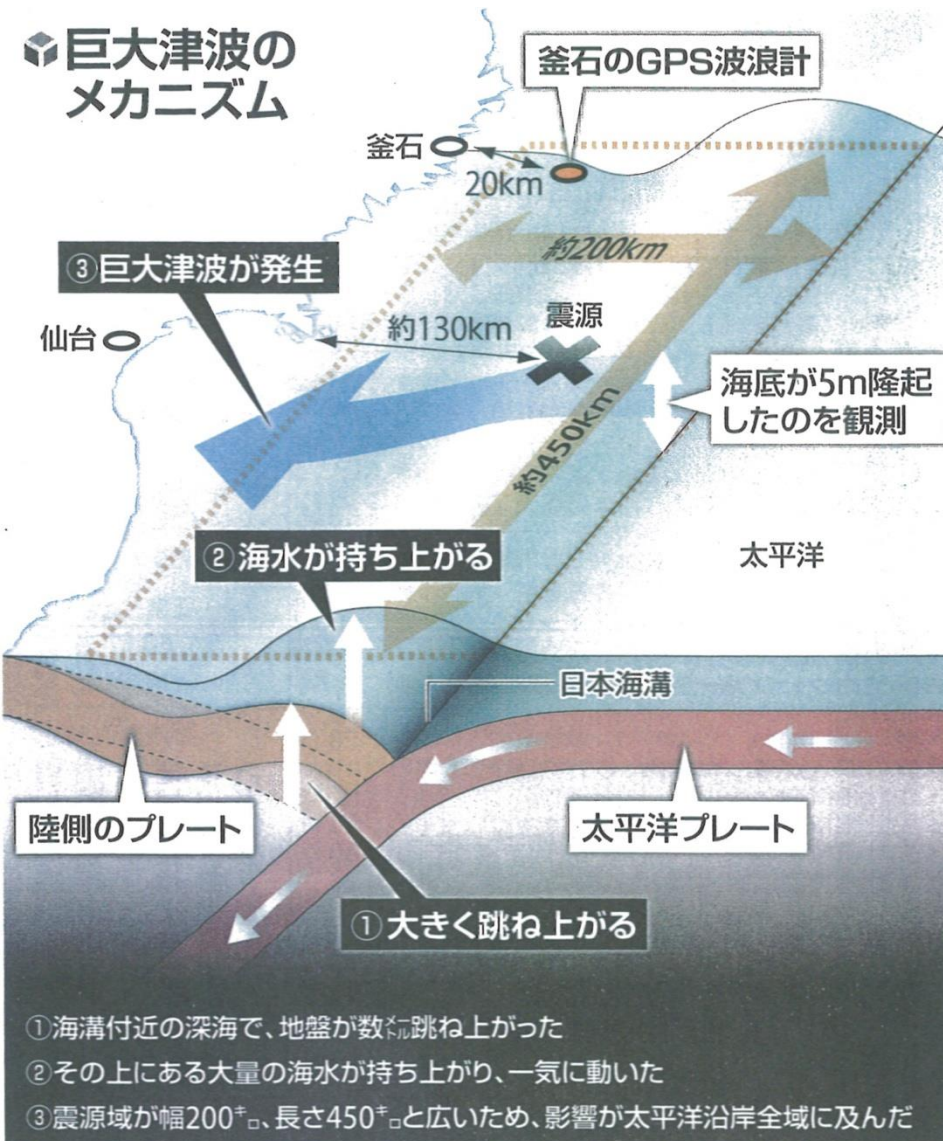 巨大津波の
メカニズム
釜石のGPS波浪計
釜石
20km
約200km
③巨大津波が発生
仙台
約130km
震源
海底が5m隆起
したのを観測
約450km
②海水が持ち上がる
太平洋
日本海溝
陸側のプレート
太平洋プレート
①大きく跳ね上がる
①海溝付近の深海で、地盤が数㍍跳ね上がった
②その上にある大量の海水が持ち上がり、一気に動いた
③震源域が幅200㌔、長さ450㌔と広いため、影響が太平洋沿岸全域に及んだ